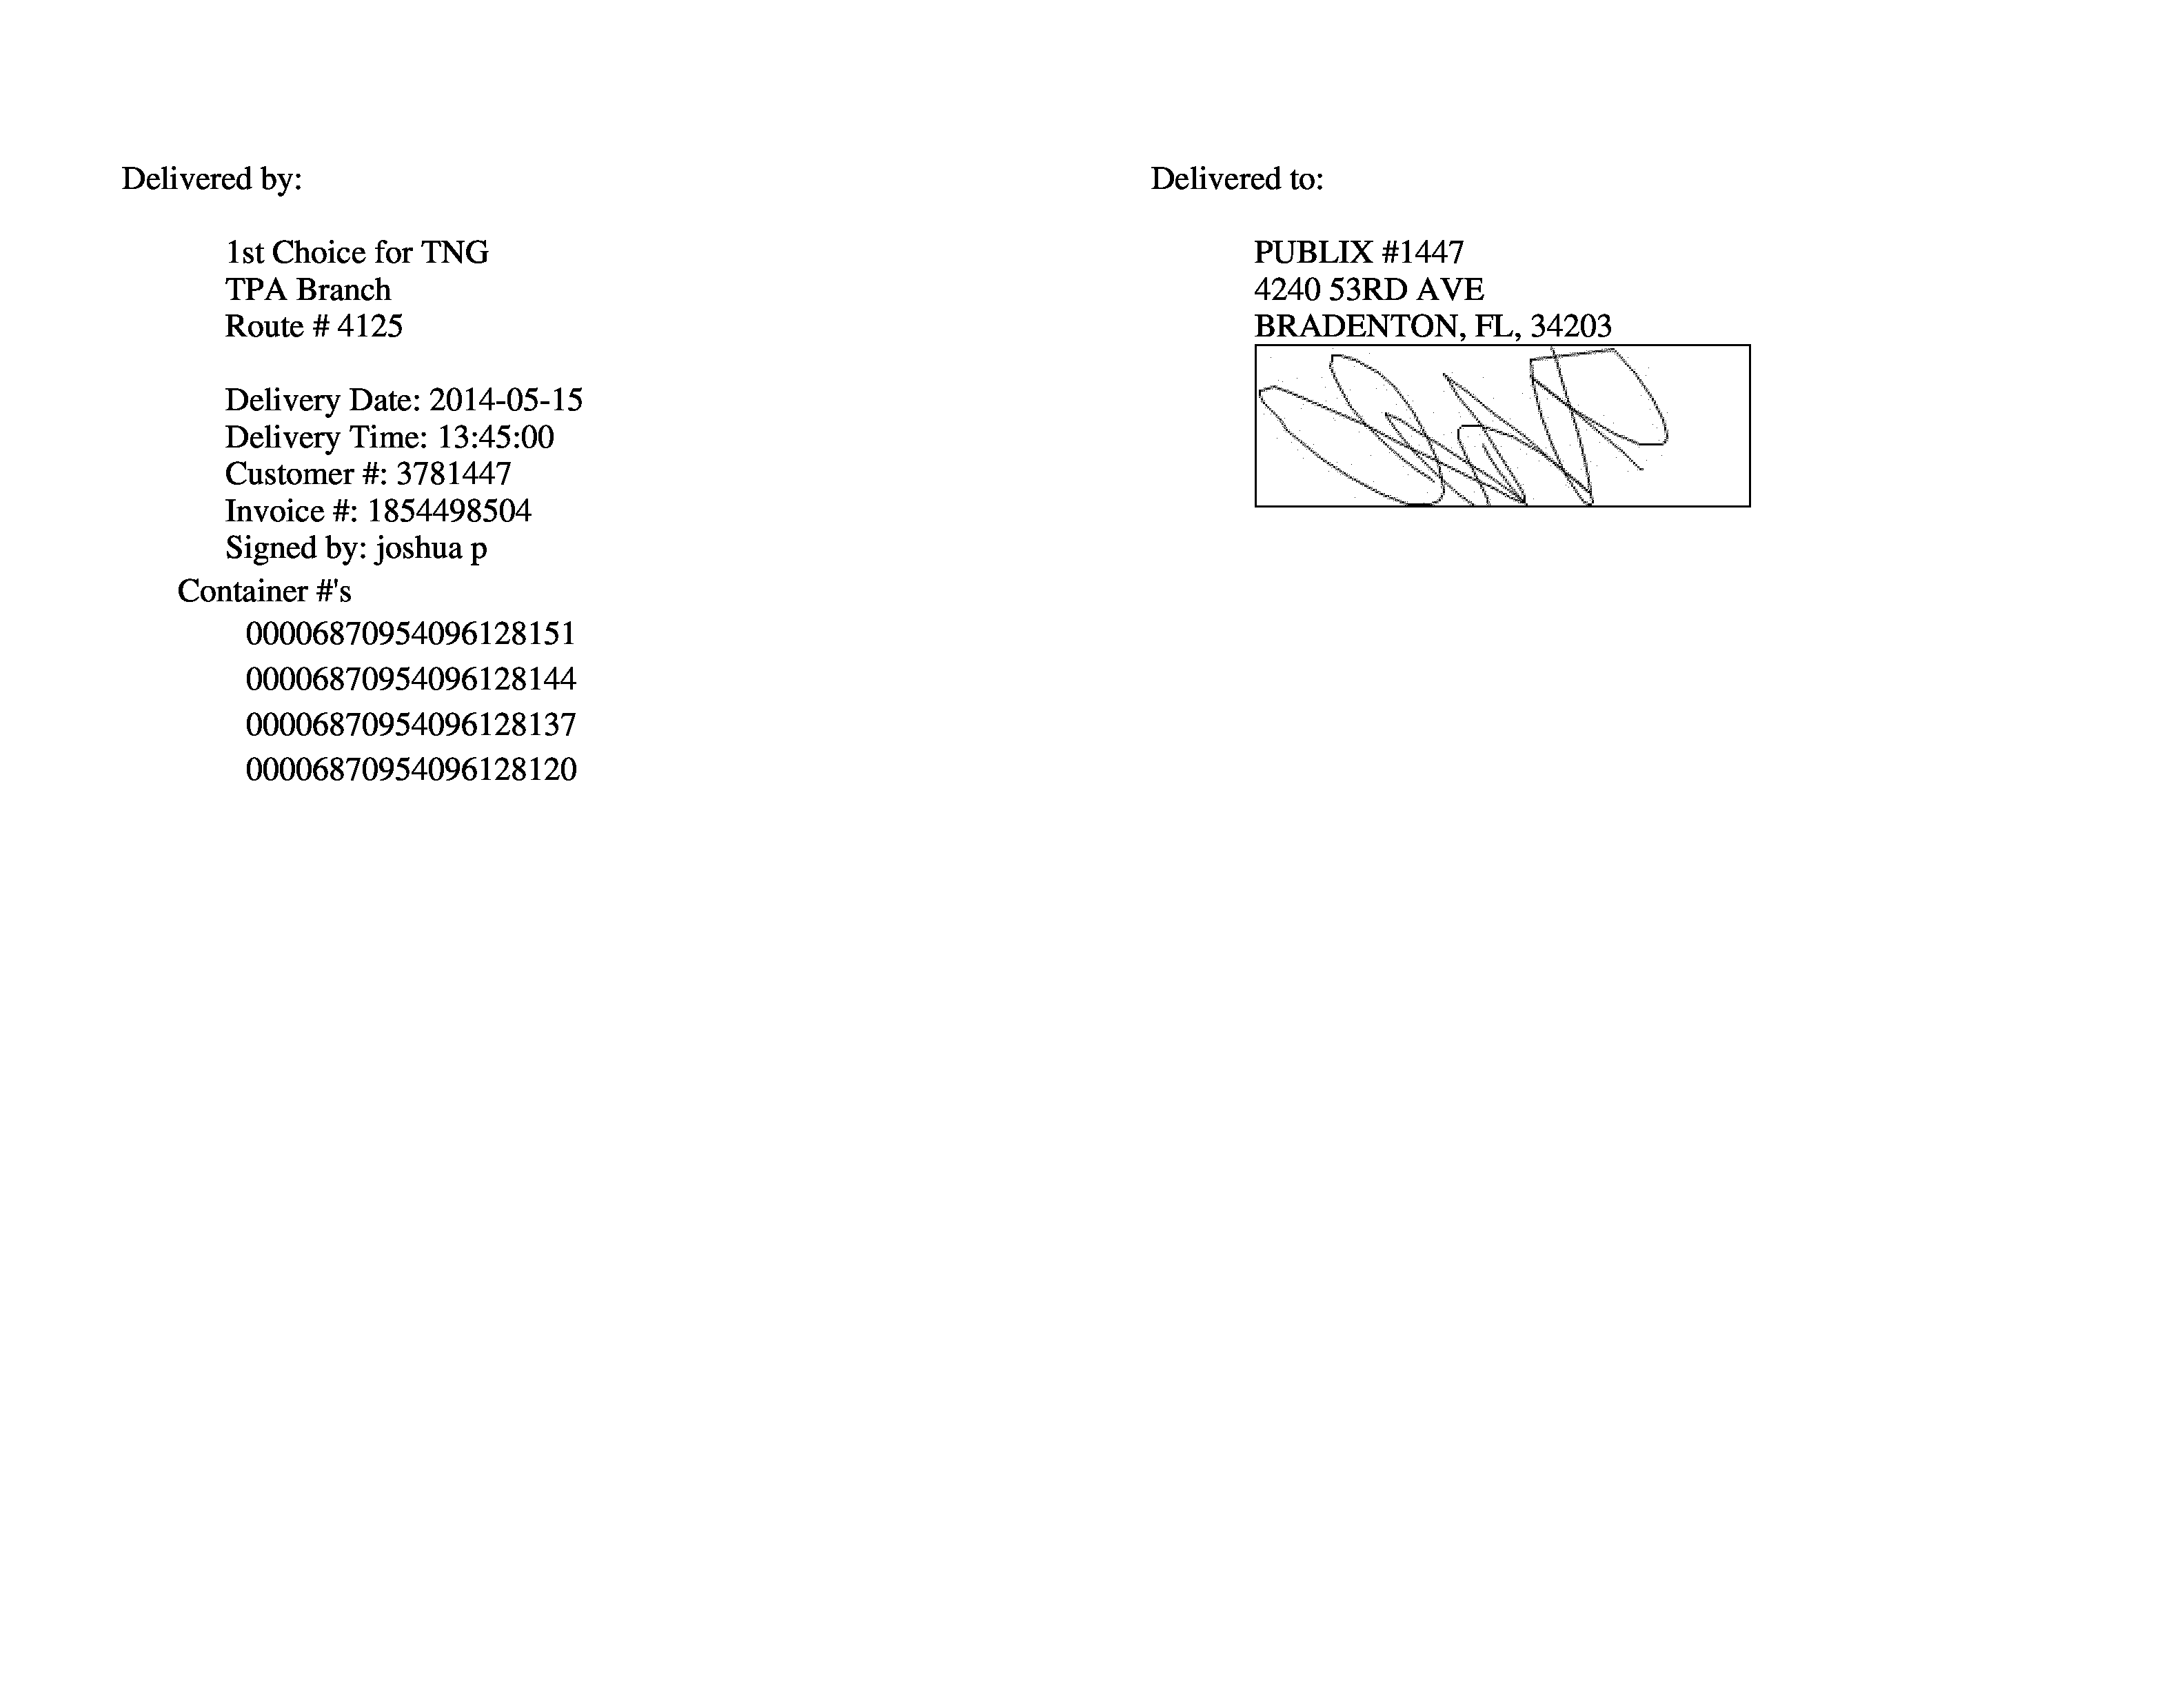 Delivered by:
1st Choice for TNG
TPA Branch
Route # 4125
Delivery Date: 2014-05-15
Delivery Time: 13:45:00
Customer #: 3781447
Invoice #: 1854498504
Signed by: joshua p
Container #'s
00006870954096128151
00006870954096128144
00006870954096128137
00006870954096128120
Delivered to:
PUBLIX #1447
4240 53RD AVE
BRADENTON, FL, 34203